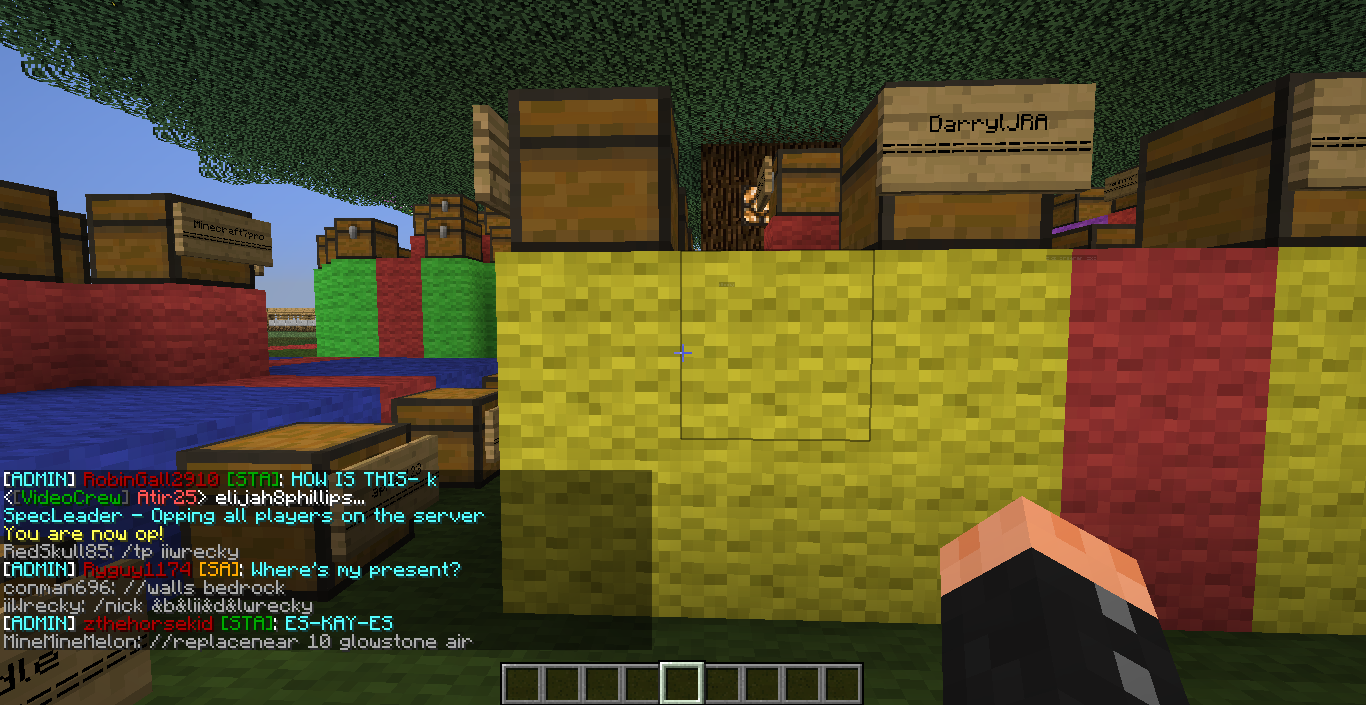 DarrylJRA
Minecraft7pro
[ADMIN] RobinGall2910 [STA]: HOW IS THIS- k
<[VideoCrew] Atir25> elijah8phillips...
SpecLeader - Opping all players on the server
You are now op!
RedSkull85: /tp iiwrecky
[ADMIN] Ryguy1174 [SA]: Where's my present?
conman696: //walls bedrock
iiWrecky: /nick &b&lii&d&lwrecky
[ADMIN] zthehorsekid [STA]: ES-KAY-ES
MineMineMelon: //replacenear 10 glowstone air